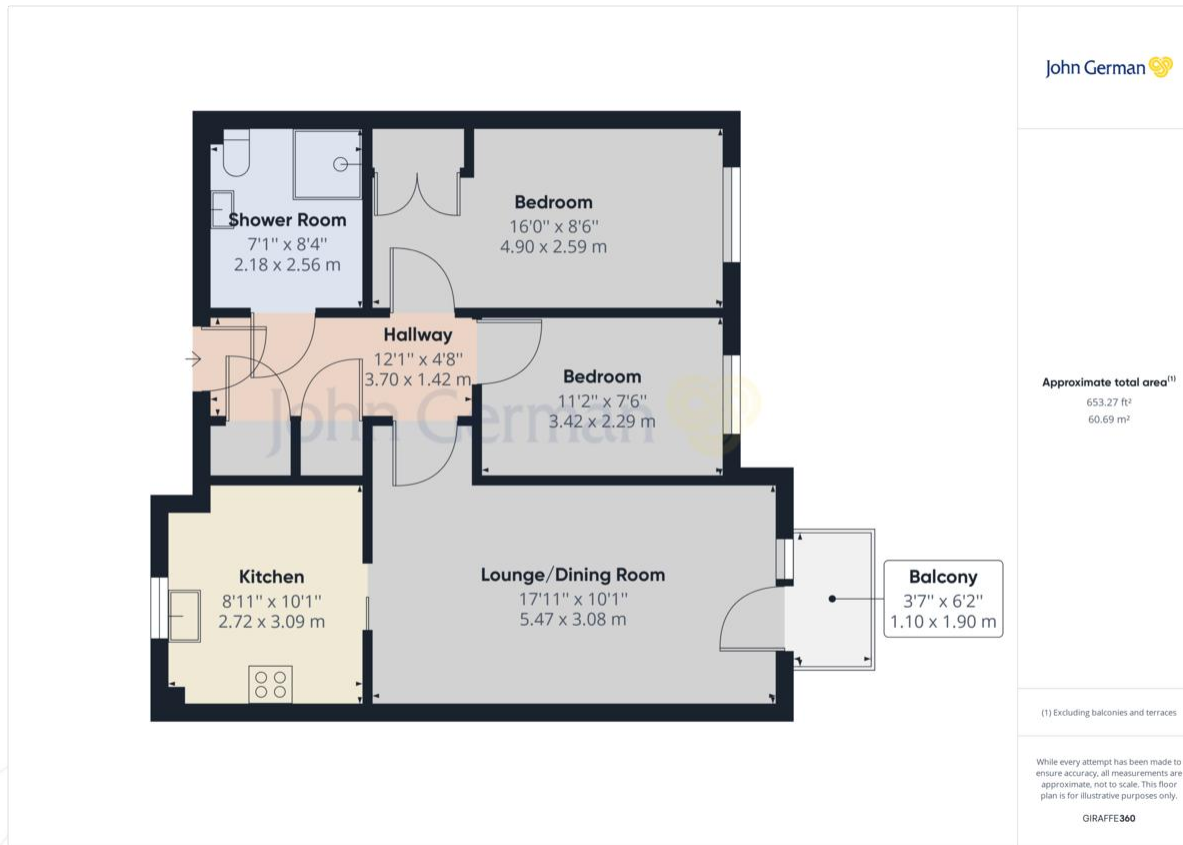 John German
Bedroom
16'0" x 8'6"
4.90 x 2.59 m
Shower Room
7'1" x 8'4"
2.18 x 2.56 m
Hallway
12'1" x 4'8"
3.70 x 1.42 m
Bedroom
11'2" x 7'6"
3.42 x 2.29 m
John German
Kitchen
8'11" x 10'1"
2.72 x 3.09 m
Lounge/Dining Room
17'11" x 10'1"
5.47 x 3.08 m
Balcony
3'7" x 6'2"
1.10 x 1.90 m
Approximate total area(1)
653.27 ft²
60.69 m²
(1) Excluding balconies and terraces
While every attempt has been made to
ensure accuracy, all measurements are
approximate, not to scale. This floor
plan is for illustrative purposes only.
GIRAFFE360